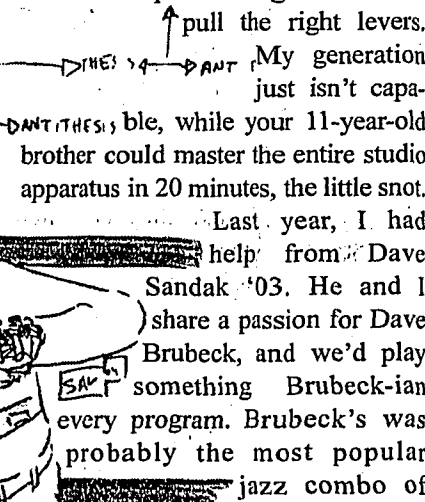 pull the right levers.
THES ANT My generation
just isn't capa-
ANTITHESIS ble, while your 11-year-old
brother could master the entire studio
apparatus in 20 minutes, the little snot.
Last year, I had
help from Dave
Sandak '03. He and I
share a passion for Dave
Brubeck, and we'd play
SAV something Brubeck-ian
every program. Brubeck's was
probably the most popular
jazz combo of